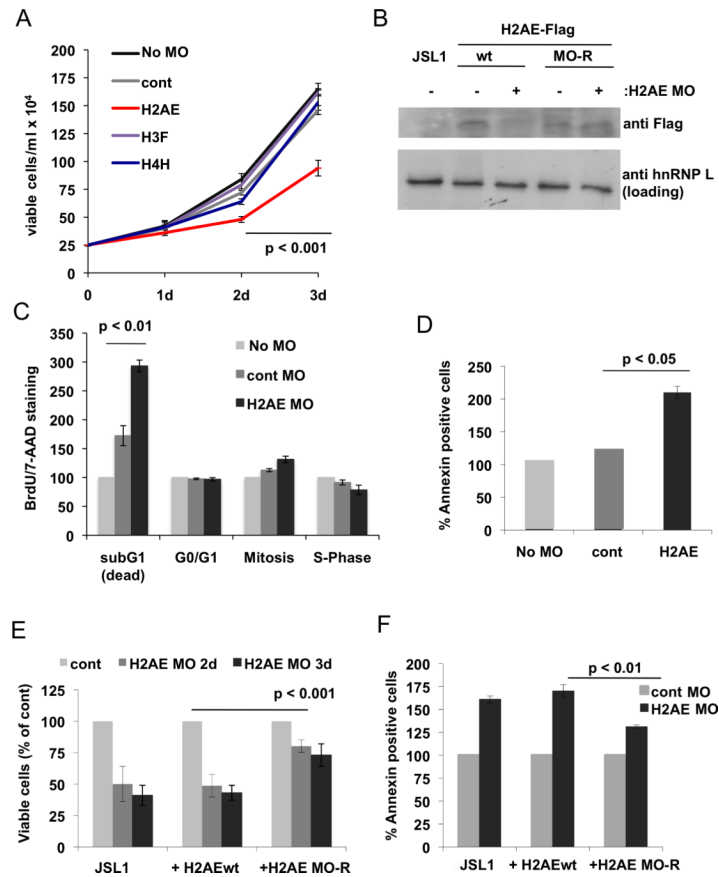 A
viable cells/ml x 10⁴
200
175
150
125
100
75
50
25
0
No MO
cont
H2AE
H3F
H4H
p < 0.001
0
1d
2d
3d
B
H2AE-Flag
JSL1
wt
MO-R
-
-
+
-
+
:H2AE MO
anti Flag
anti hnRNP L
(loading)
C
BrdU/7-AAD staining
350
300
250
200
150
100
50
0
p < 0.01
No MO
cont MO
H2AE MO
subG1
(dead)
G0/G1
Mitosis
S-Phase
D
% Annexin positive cells
250
200
150
100
50
0
p < 0.05
No MO
cont
H2AE
E
cont
H2AE MO 2d
H2AE MO 3d
Viable cells (% of cont)
125
100
75
50
25
0
p < 0.001
JSL1
+ H2AEwt
+H2AE MO-R
F
% Annexin positive cells
200
175
150
125
100
75
50
25
0
p < 0.01
cont MO
H2AE MO
JSL1
+ H2AEwt
+H2AE MO-R